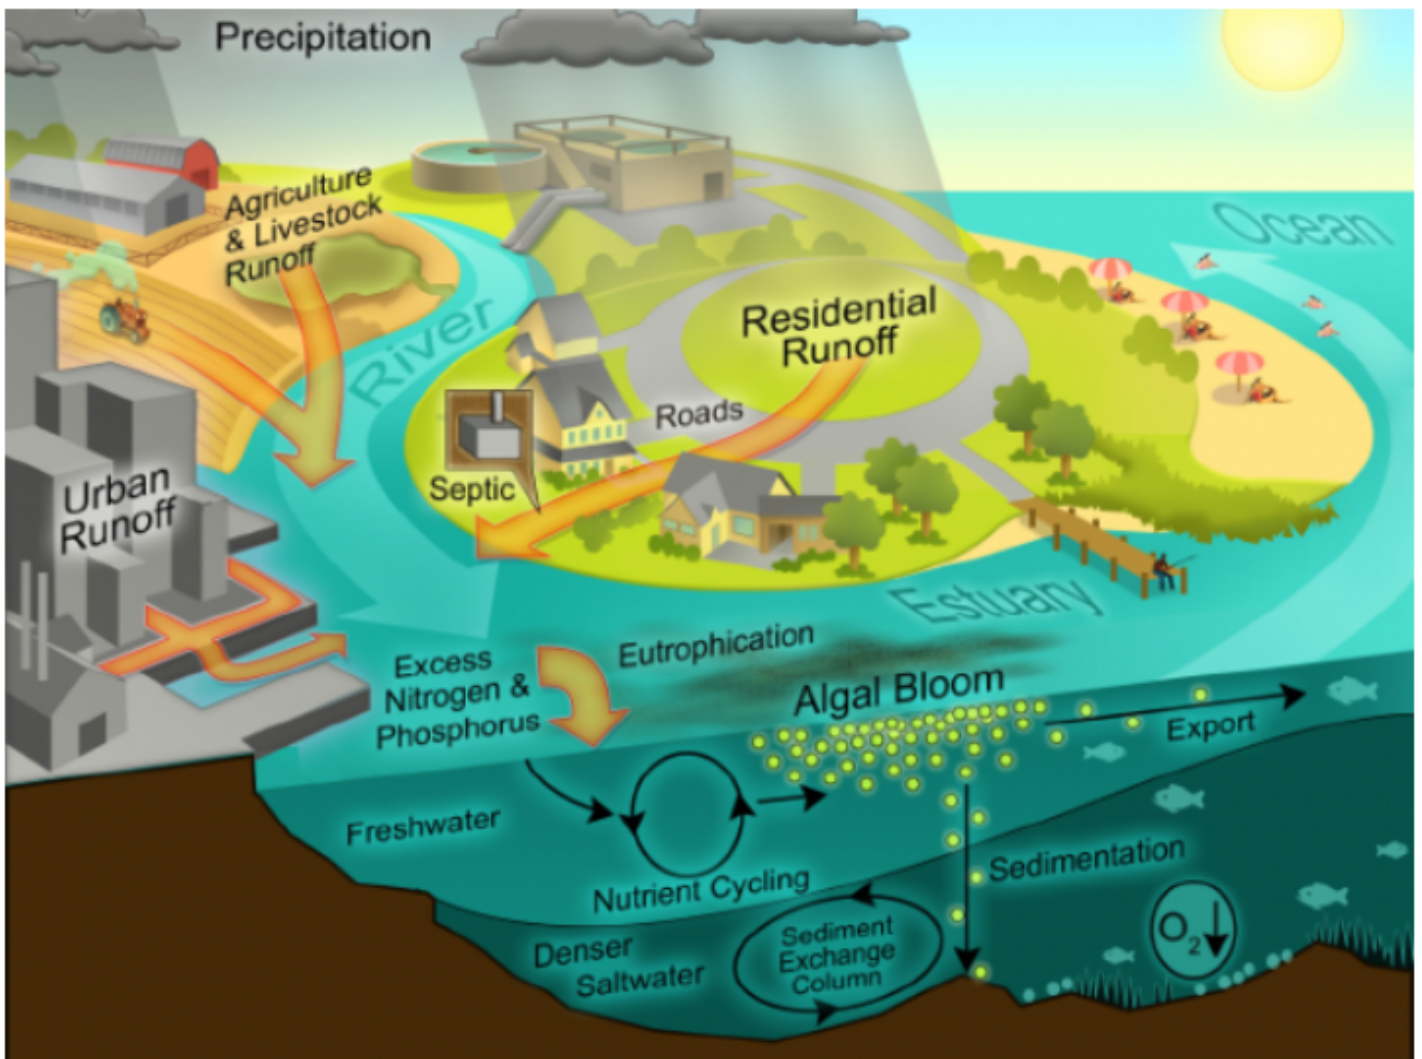 Precipitation
Agriculture
& Livestock
Runoff
River
Ocean
Residential
Runoff
Roads
Septic
Urban
Runoff
Estuary
Excess
Nitrogen &
Phosphorus
Eutrophication
Algal Bloom
Export
Freshwater
Nutrient Cycling
Sedimentation
Denser
Saltwater
Sediment
Exchange
Column
O2